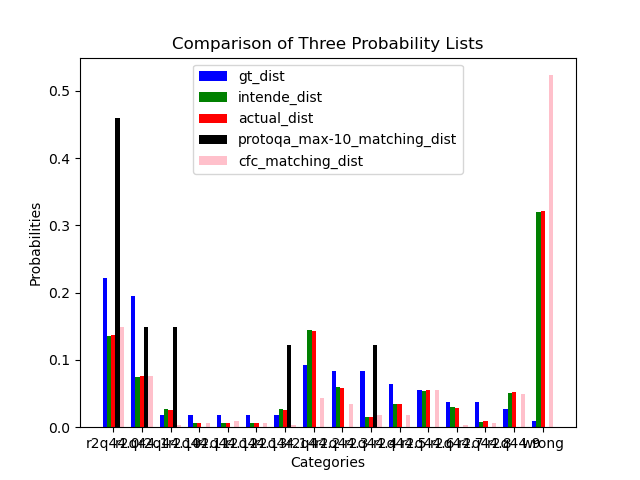 Comparison of Three Probability Lists
gt_dist
intende_dist
actual_dist
protoqa_max-10_matching_dist
cfc_matching_dist
Probabilities
0.5
0.4
0.3
0.2
0.1
0.0
wrong
Categories